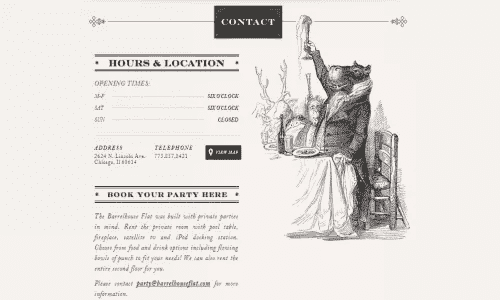 CONTACT
HOURS & LOCATION
OPENING TIMES:
M-F SIX O'CLOCK
SAT SIX O'CLOCK
SUN CLOSED
ADDRESS TELEPHONE
2624 N. Lincoln Ave. 773.857.2421 VIEW MAP
Chicago, Il 60614
BOOK YOUR PARTY HERE
The Barrelhouse Flat was built with private parties
in mind. Rent the private room with pool table,
fireplace, satellite tv and iPod docking station.
Choose from food and drink options including flowing
bowls of punch to fit your needs! We can also rent the
entire second floor for you.
Please contact party@barrelhouseflat.com for more
information.